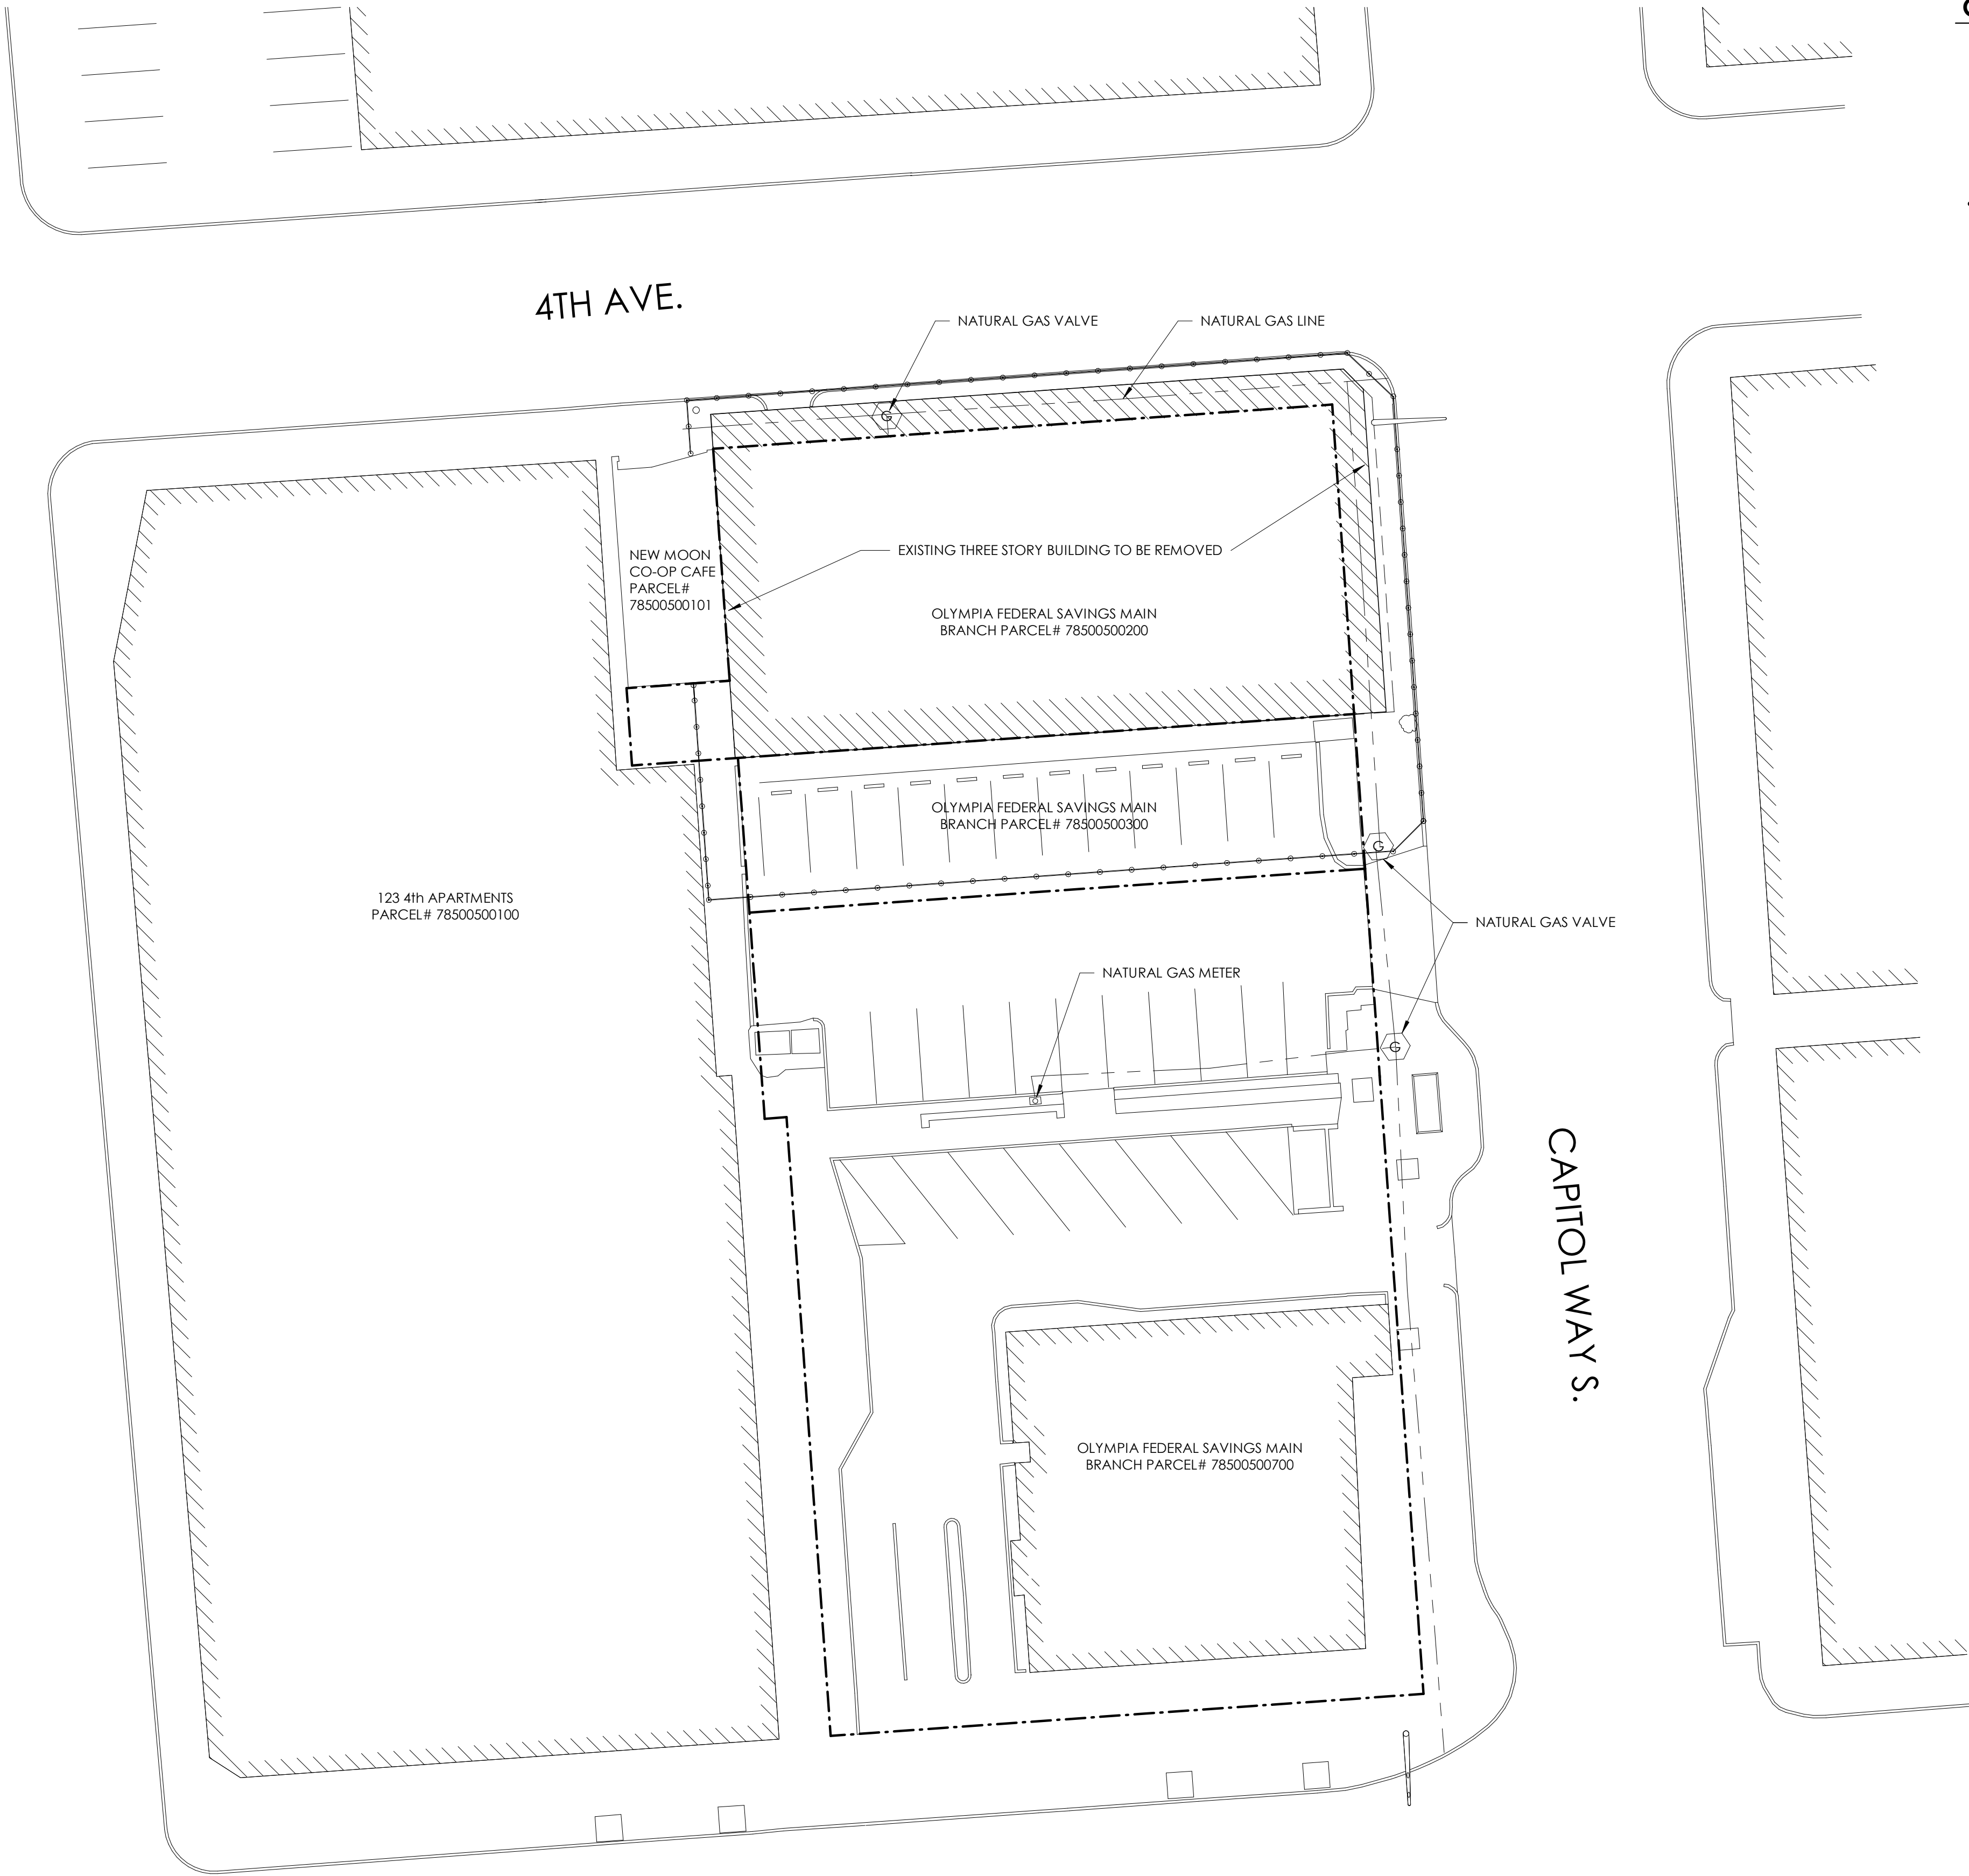 4TH AVE.
NATURAL GAS VALVE
NATURAL GAS LINE
G
EXISTING THREE STORY BUILDING TO BE REMOVED
NEW MOON
CO-OP CAFE
PARCEL#
78500500101
OLYMPIA FEDERAL SAVINGS MAIN
BRANCH PARCEL# 78500500200
OLYMPIA FEDERAL SAVINGS MAIN
BRANCH PARCEL# 78500500300
G
123 4th APARTMENTS
PARCEL# 78500500100
NATURAL GAS VALVE
NATURAL GAS METER
G
CAPITOL WAY S.
OLYMPIA FEDERAL SAVINGS MAIN
BRANCH PARCEL# 78500500700